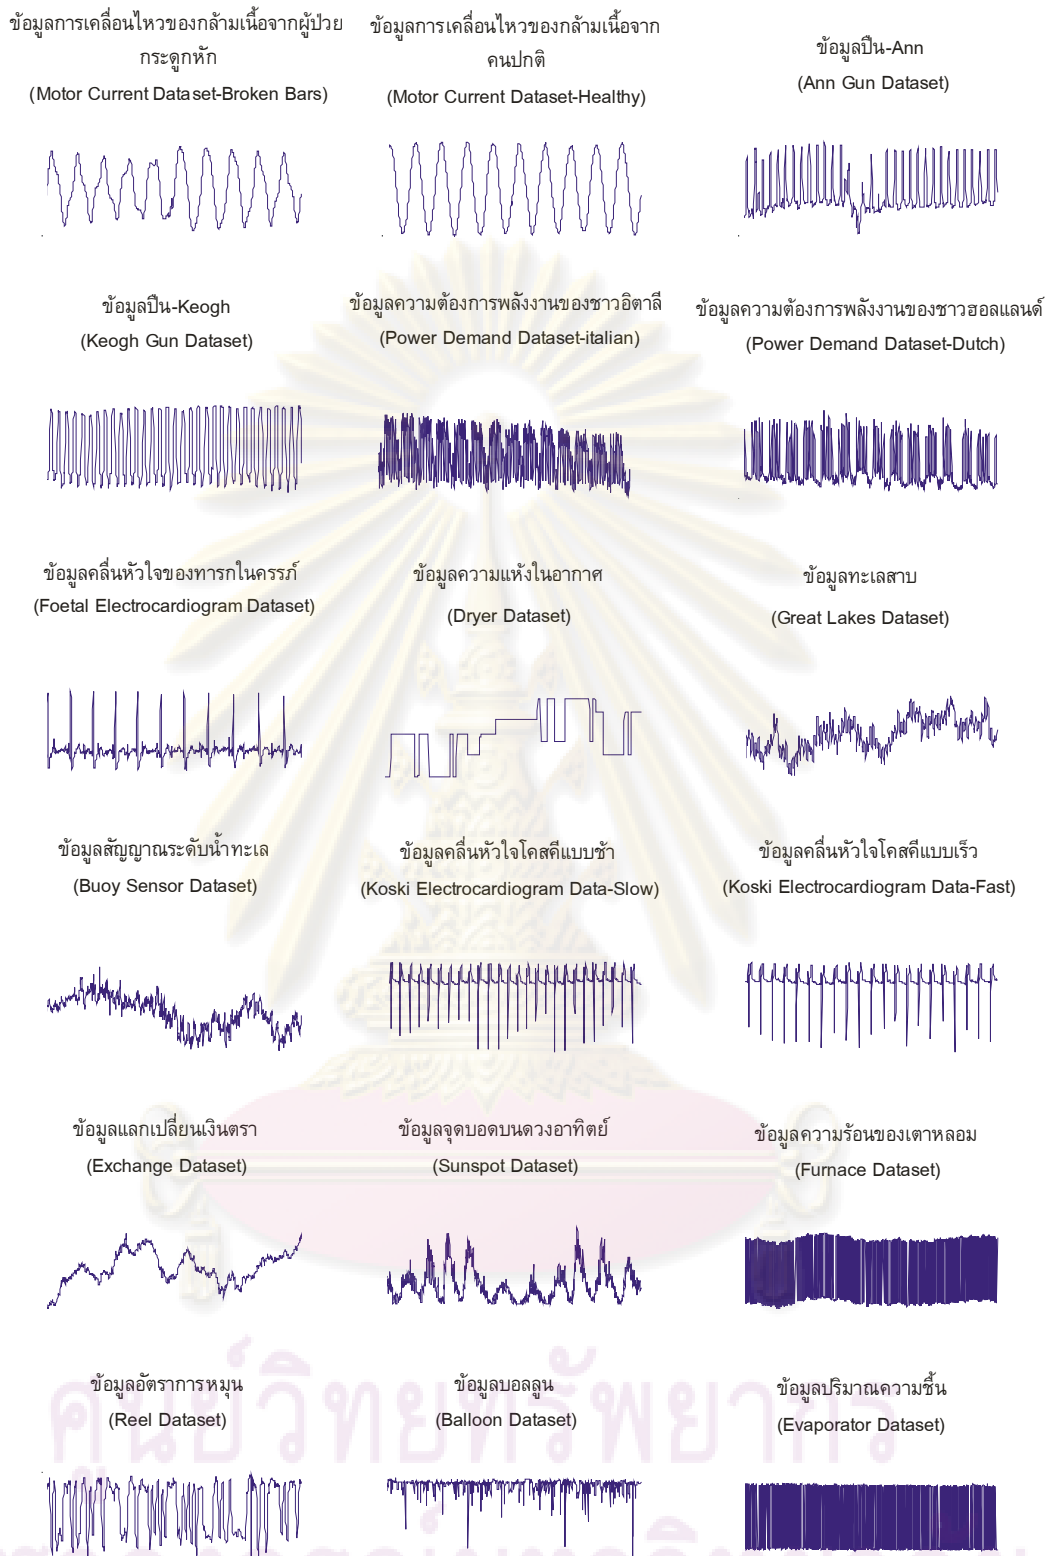 ข้อมูลการเคลื่อนไหวของกล้ามเนื้อจากผู้ป่วย
กระดูกหัก
(Motor Current Dataset-Broken Bars)
ข้อมูลการเคลื่อนไหวของกล้ามเนื้อจาก
คนปกติ
(Motor Current Dataset-Healthy)
ข้อมูลปืน-Ann
(Ann Gun Dataset)
ข้อมูลปืน-Keogh
(Keogh Gun Dataset)
ข้อมูลความต้องการพลังงานของชาวอิตาลี
(Power Demand Dataset-italian)
ข้อมูลความต้องการพลังงานของชาวฮอลแลนด์
(Power Demand Dataset-Dutch)
ข้อมูลคลื่นหัวใจของทารกในครรภ์
(Foetal Electrocardiogram Dataset)
ข้อมูลความแห้งในอากาศ
(Dryer Dataset)
ข้อมูลทะเลสาบ
(Great Lakes Dataset)
ข้อมูลสัญญาณระดับน้ำทะเล
(Buoy Sensor Dataset)
ข้อมูลคลื่นหัวใจโคสคีแบบช้า
(Koski Electrocardiogram Data-Slow)
ข้อมูลคลื่นหัวใจโคสคีแบบเร็ว
(Koski Electrocardiogram Data-Fast)
ข้อมูลแลกเปลี่ยนเงินตรา
(Exchange Dataset)
ข้อมูลจุดบอดบนดวงอาทิตย์
(Sunspot Dataset)
ข้อมูลความร้อนของเตาหลอม
(Furnace Dataset)
ข้อมูลอัตราการหมุน
(Reel Dataset)
ข้อมูลบอลลูน
(Balloon Dataset)
ข้อมูลปริมาณความชื้น
(Evaporator Dataset)
ศูนย์วิทยทรัพยากร